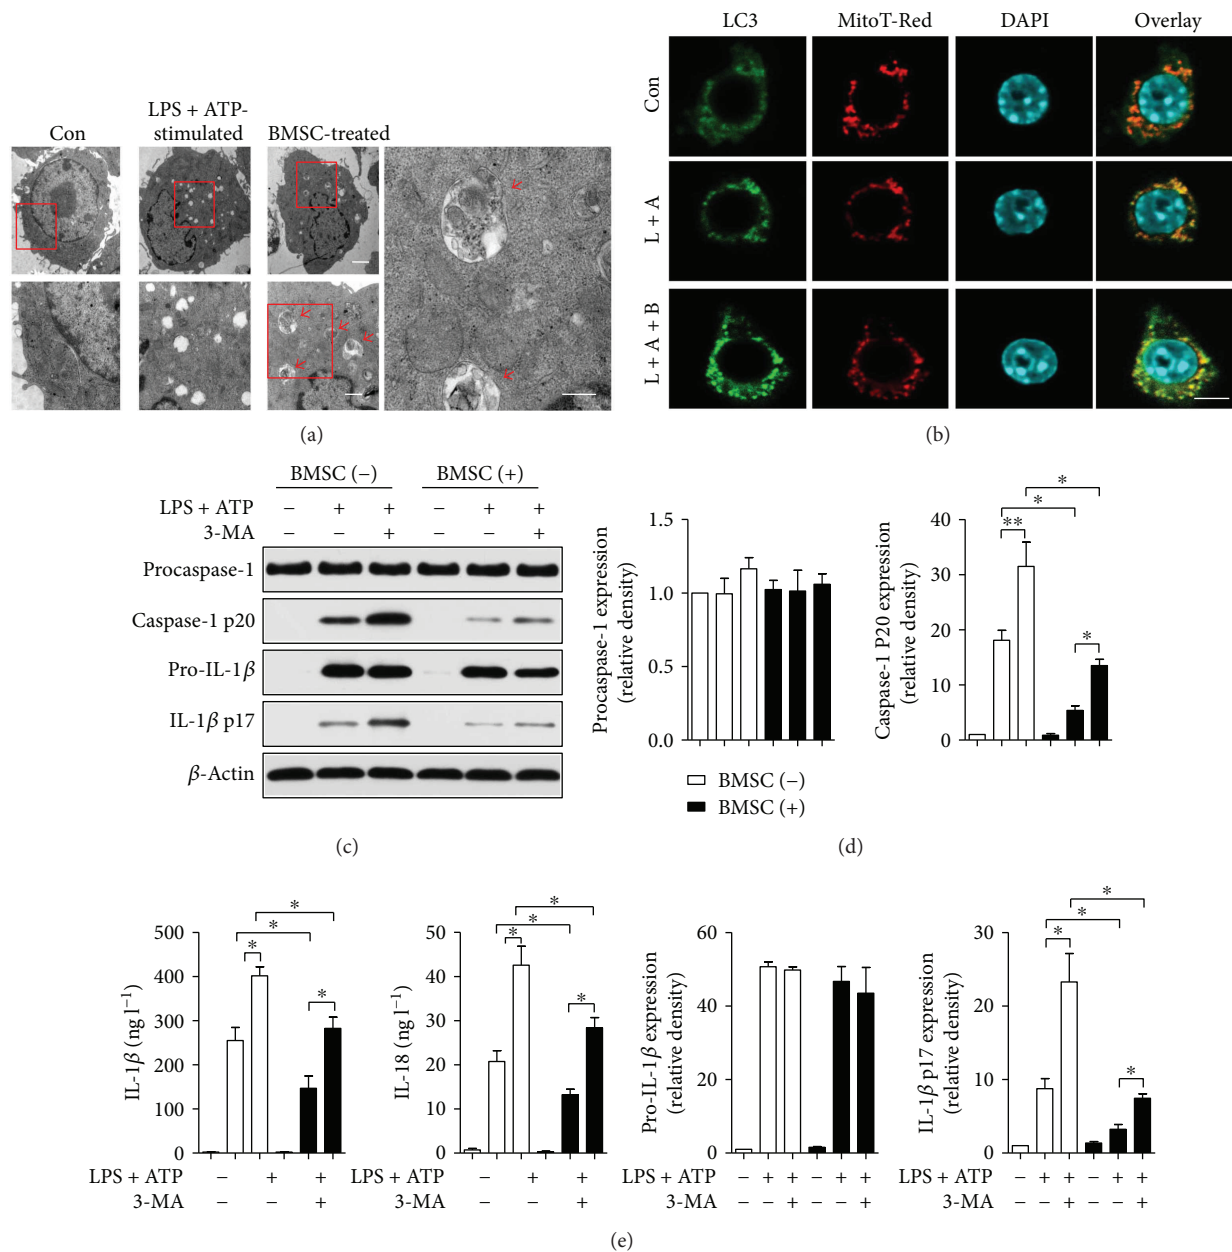 LPS + ATP-
Con stimulated BMSC-treated
(a)
LC3 MitoT-Red DAPI Overlay
Con
L + A
L + A + B
(b)
BMSC (−) BMSC (+)
LPS + ATP − + + − + +
3-MA − − + − − +
Procaspase-1
Caspase-1 p20
Pro-IL-1β
IL-1β p17
β-Actin
(c)
Procaspase-1 expression
(relative density)
1.5
1.0
0.5
0.0
BMSC (−)
BMSC (+)
Caspase-1 P20 expression
(relative density)
40
30
20
10
0
* * ** *
(d)
IL-1β (ng l⁻¹)
500
400
300
200
100
0
* * * *
LPS + ATP − + +
3-MA − − +
IL-18 (ng l⁻¹)
50
40
30
20
10
0
* * * *
LPS + ATP − + +
3-MA − − +
Pro-IL-1β expression
(relative density)
60
40
20
0
LPS + ATP − + + − + +
3-MA − − + − − +
IL-1β p17 expression
(relative density)
30
20
10
0
* * * *
LPS + ATP − + + − + +
3-MA − − + − − +
(e)